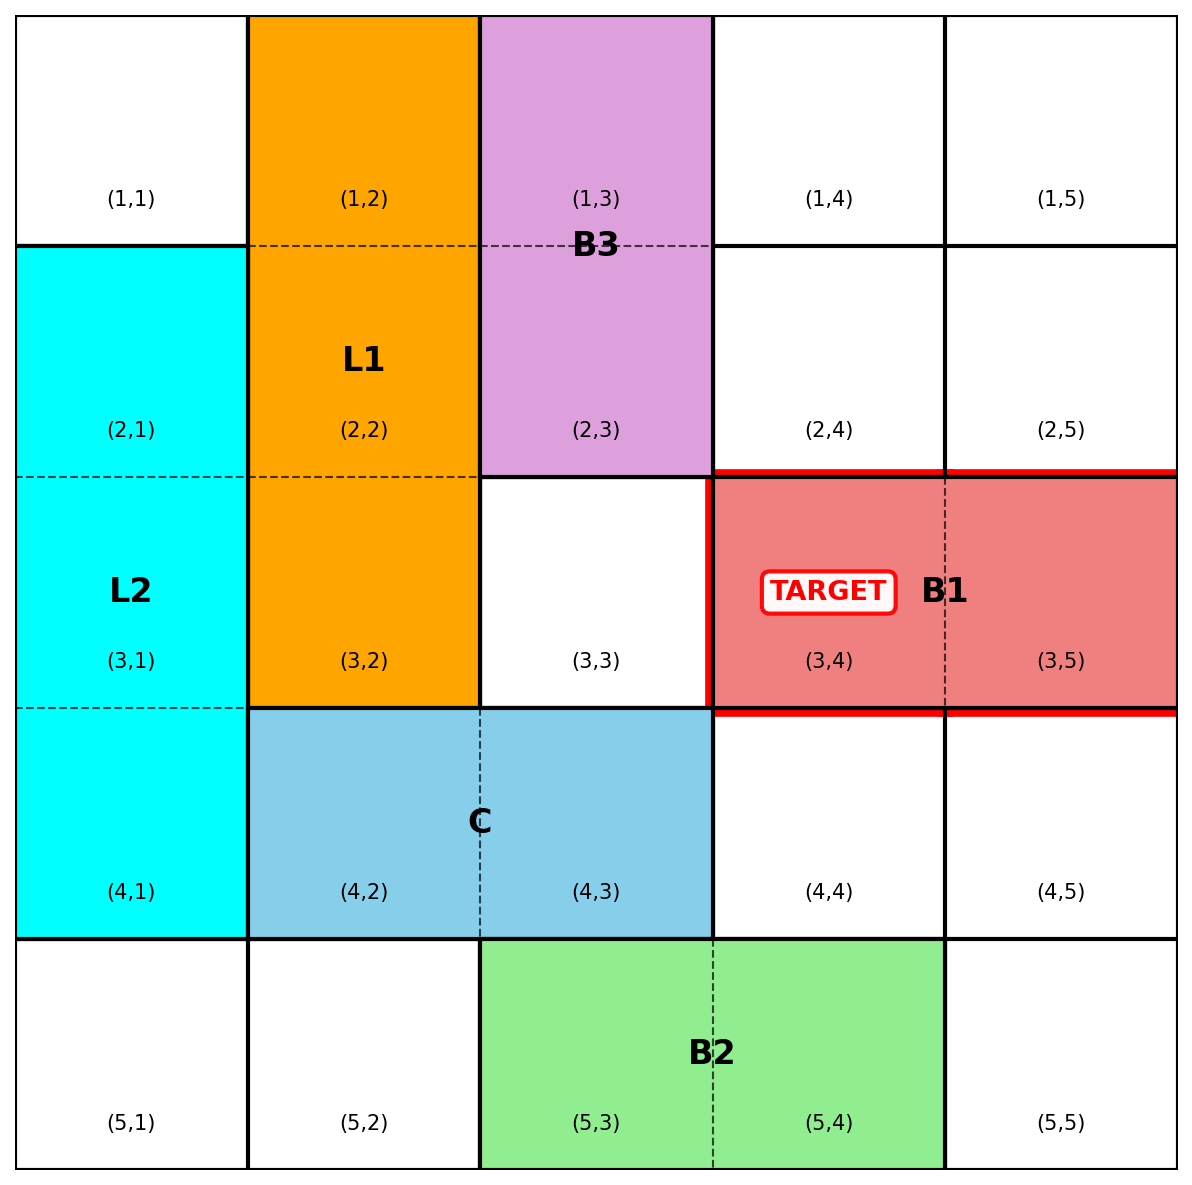 (1,1) (1,2) (1,3) (1,4) (1,5)
B3
L1
(2,1) (2,2) (2,3) (2,4) (2,5)
L2 TARGET B1
(3,1) (3,2) (3,3) (3,4) (3,5)
C
(4,1) (4,2) (4,3) (4,4) (4,5)
B2
(5,1) (5,2) (5,3) (5,4) (5,5)